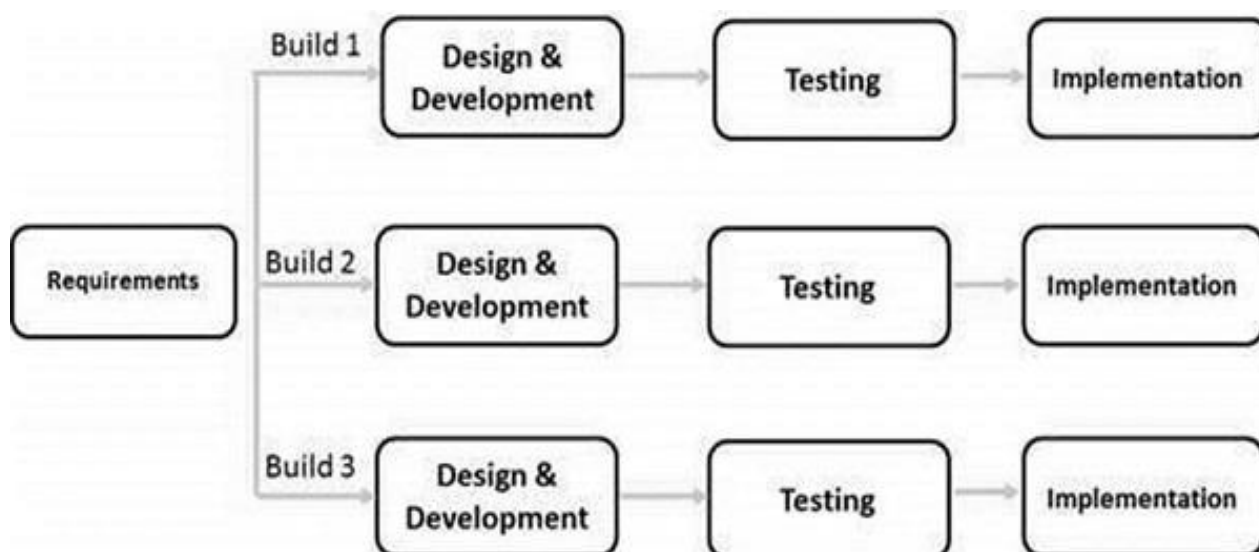 Build 1
Design &
Development
Testing
Implementation
Requirements
Build 2
Design &
Development
Testing
Implementation
Build 3
Design &
Development
Testing
Implementation